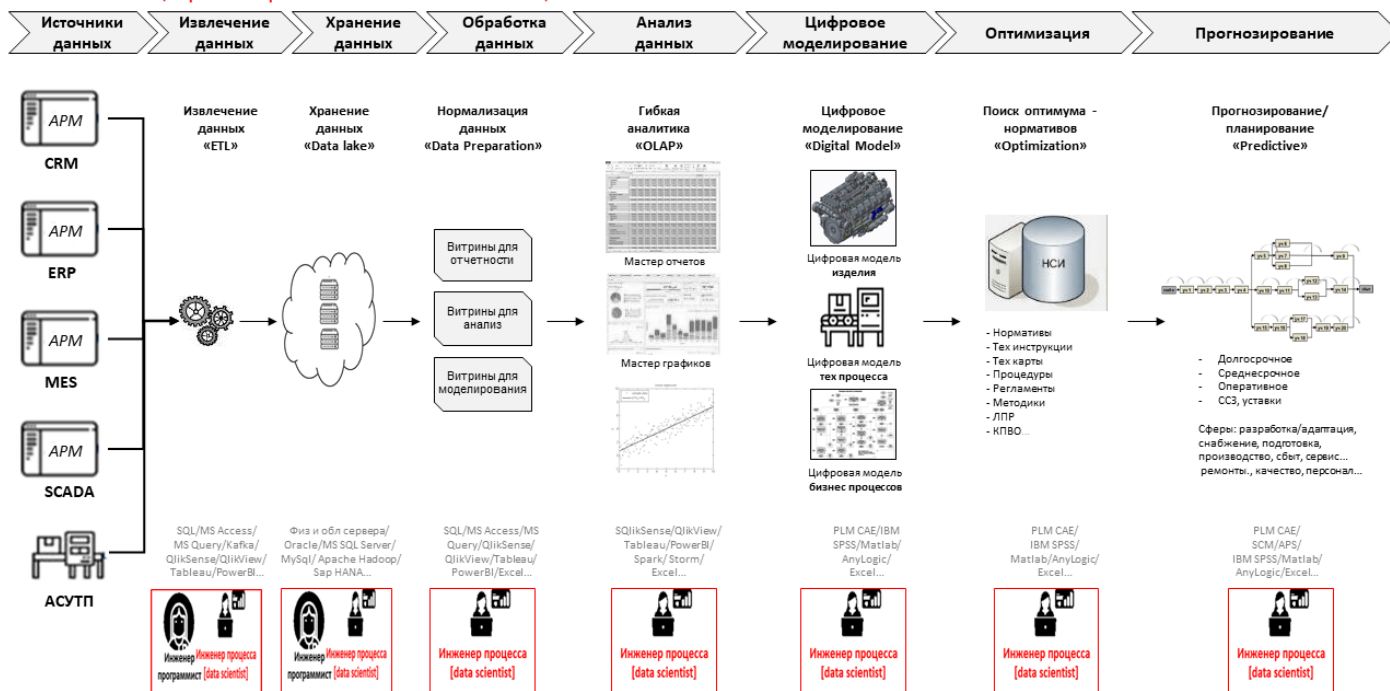 Источники
данных
Извлечение
данных
Хранение
данных
Обработка
данных
Анализ
данных
Цифровое
моделирование
Оптимизация
Прогнозирование
АРМ
CRM
АРМ
ERP
АРМ
MES
АРМ
SCADA
АСУТП
Извлечение
данных
«ETL»
Хранение
данных
«Data lake»
Нормализация
данных
«Data Preparation»
Гибкая
аналитика
«OLAP»
Цифровое
моделирование
«Digital Model»
Поиск оптимума -
нормативов
«Optimization»
Прогнозирование/
планирование
«Predictive»
Витрины для
отчетности
Витрины для
анализ
Витрины для
моделирования
Мастер отчетов
Мастер графиков
Цифровая модель
изделия
Цифровая модель
тех процесса
Цифровая модель
бизнес процессов
НСИ
- Нормативы
- Тех инструкции
- Тех карты
- Процедуры
- Регламенты
- Методики
- ЛПР
- КПВО...
- Долгосрочное
- Среднесрочное
- Оперативное
- ССЗ, уставки
Сферы: разработка/адаптация,
снабжение, подготовка,
производство, сбыт, сервис...
ремонты., качество, персонал...
SQL/MS Access/
MS Query/Kafka/
QlikSense/QlikView/
Tableau/PowerBI...
Физ и обл сервера/
Oracle/MS SQL Server/
MySql/ Apache Hadoop/
Sap HANA...
SQL/MS Access/MS
Query/QlikSense/
QlikView/Tableau/
PowerBI/Excel...
SQlikSense/QlikView/
Tableau/PowerBI/
Spark/ Storm/
Excel...
PLM CAE/IBM
SPSS/Matlab/
AnyLogic/
Excel...
PLM CAE/
IBM SPSS/
Matlab/AnyLogic/
Excel...
PLM CAE/
SCM/APS/
IBM SPSS/Matlab/
AnyLogic/Excel...
Инженер
программист
Инженер процесса
[data scientist]
Инженер
программист
Инженер процесса
[data scientist]
Инженер процесса
[data scientist]
Инженер процесса
[data scientist]
Инженер процесса
[data scientist]
Инженер процесса
[data scientist]
Инженер процесса
[data scientist]